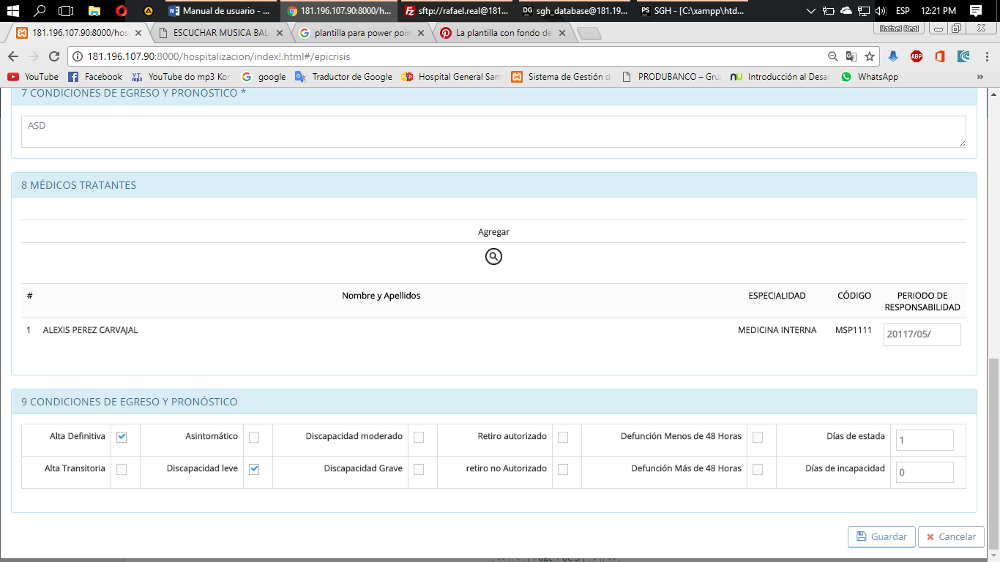 Manual de usuario - ...
181.196.107.90:8000/h...
sftp://rafael.real@181...
sgh_database@181.19...
SGH - [C:\xampp\htd...
ESP
12:21 PM
181.196.107.90:8000/hos
ESCUCHAR MUSICA BAL
plantilla para power poin
La plantilla con fondo de
Rafael Real
181.196.107.90:8000/hospitalizacion/index!.html#/epicrisis
YouTube
Facebook
YouTube do mp3 Kon
google
Traductor de Google
Hospital General Sant
Sistema de Gestión d
PRODUBANCO – Gru
Introducción al Desar
WhatsApp
7 CONDICIONES DE EGRESO Y PRONÓSTICO *
ASD
8 MÉDICOS TRATANTES
Agregar
# Nombre y Apellidos ESPECIALIDAD CÓDIGO PERIODO DE
RESPONSABILIDAD
1 ALEXIS PEREZ CARVAJAL MEDICINA INTERNA MSP1111 20117/05/
9 CONDICIONES DE EGRESO Y PRONÓSTICO
Alta Definitiva Asintomático Discapacidad moderado Retiro autorizado Defunción Menos de 48 Horas Días de estada 1
Alta Transitoria Discapacidad leve Discapacidad Grave retiro no Autorizado Defunción Más de 48 Horas Días de incapacidad 0
Guardar Cancelar